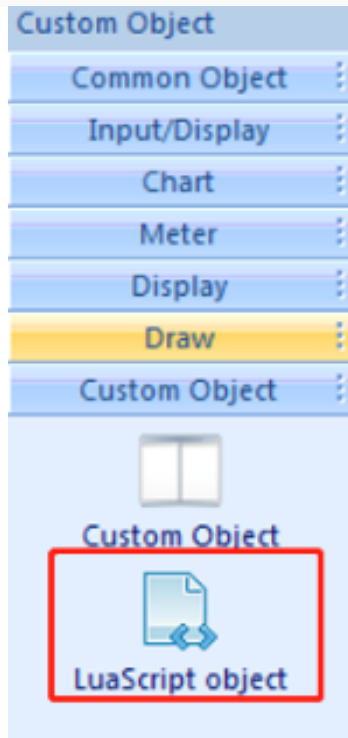 Custom Object
Common Object
Input/Display
Chart
Meter
Display
Draw
Custom Object
Custom Object
LuaScript object